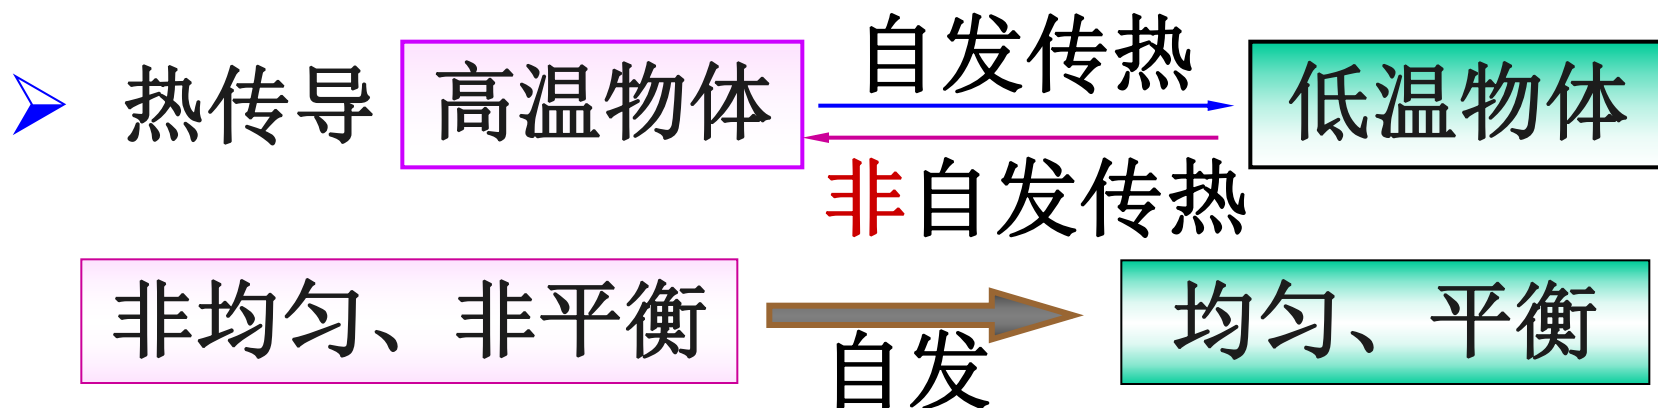 自发传热
热传导 高温物体 低温物体
非自发传热
非均匀、非平衡 均匀、平衡
自发